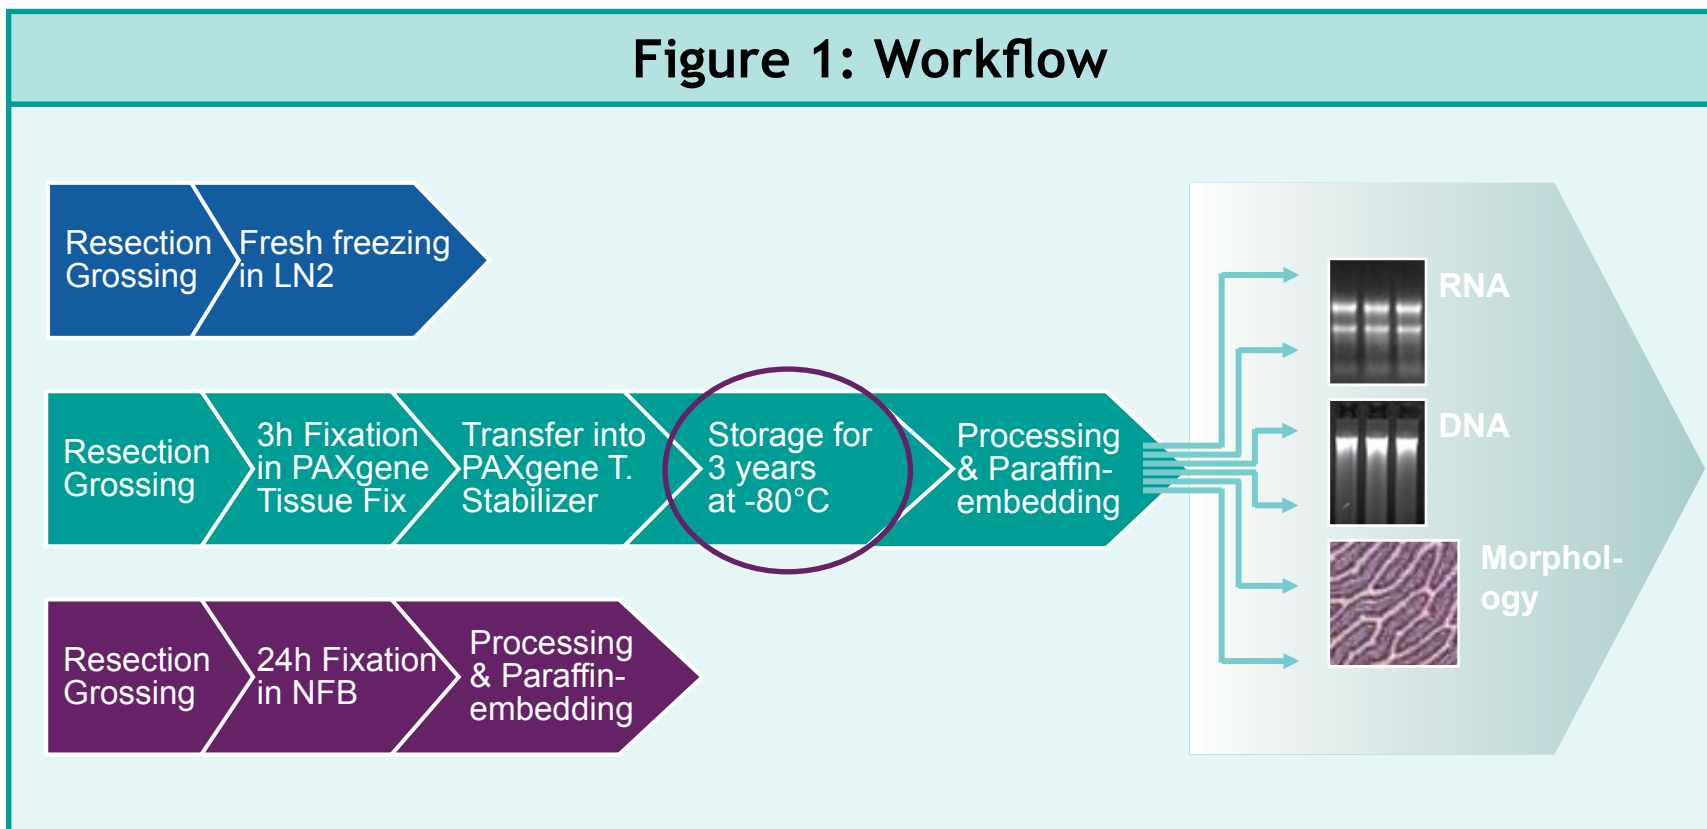 Figure 1: Workflow
Resection
Grossing
Fresh freezing
in LN2
Resection
Grossing
3h Fixation
in PAXgene
Tissue Fix
Transfer into
PAXgene T.
Stabilizer
Storage for
3 years
at -80°C
Processing
& Paraffin-
embedding
Resection
Grossing
24h Fixation
in NFB
Processing
& Paraffin-
embedding
RNA
DNA
Morphol-
ogy